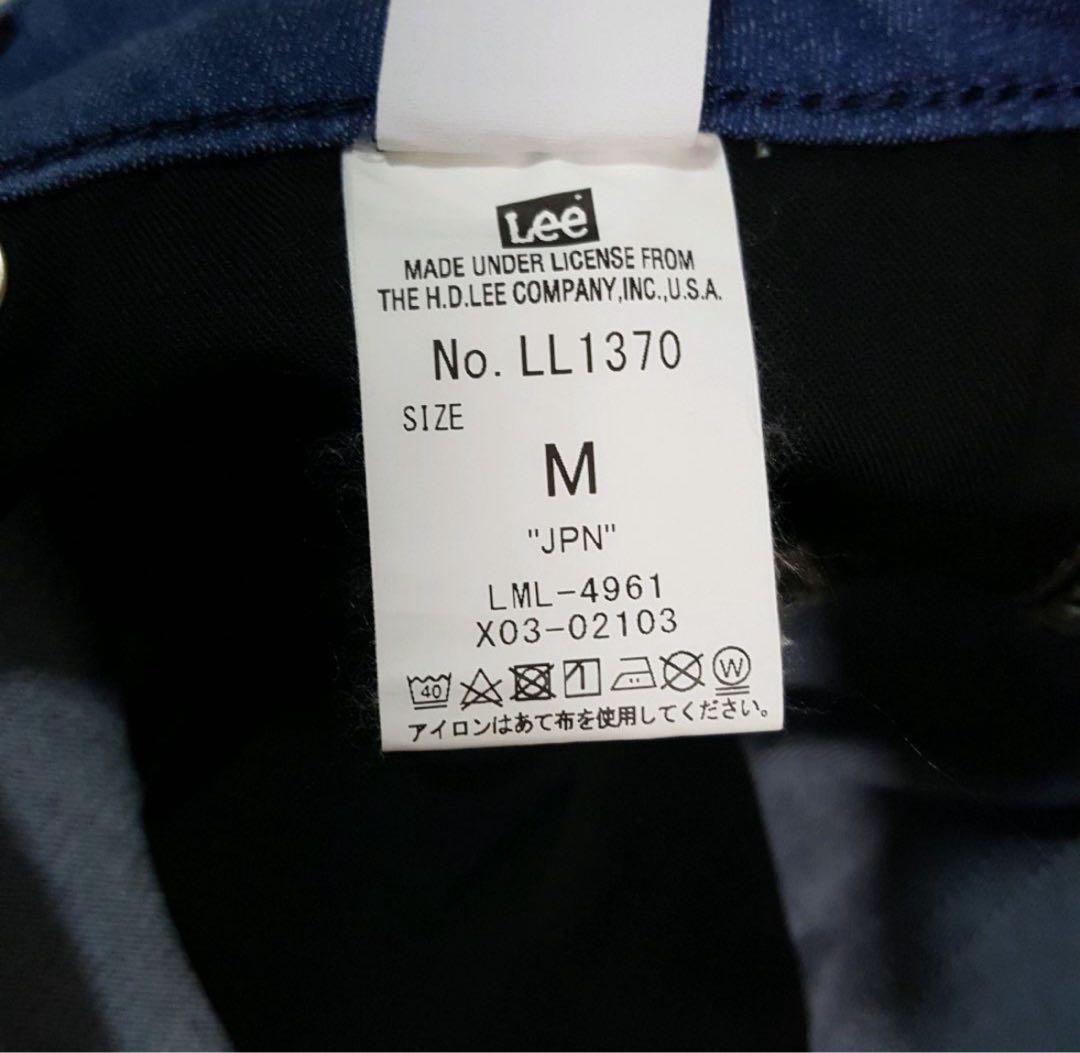 Lee
MADE UNDER LICENSE FROM
THE H.D.LEE COMPANY,INC.,U.S.A.
No. LL1370
SIZE
M
"JPN"
LML-4961
X03-02103
40 W
アイロンはあて布を使用してください。